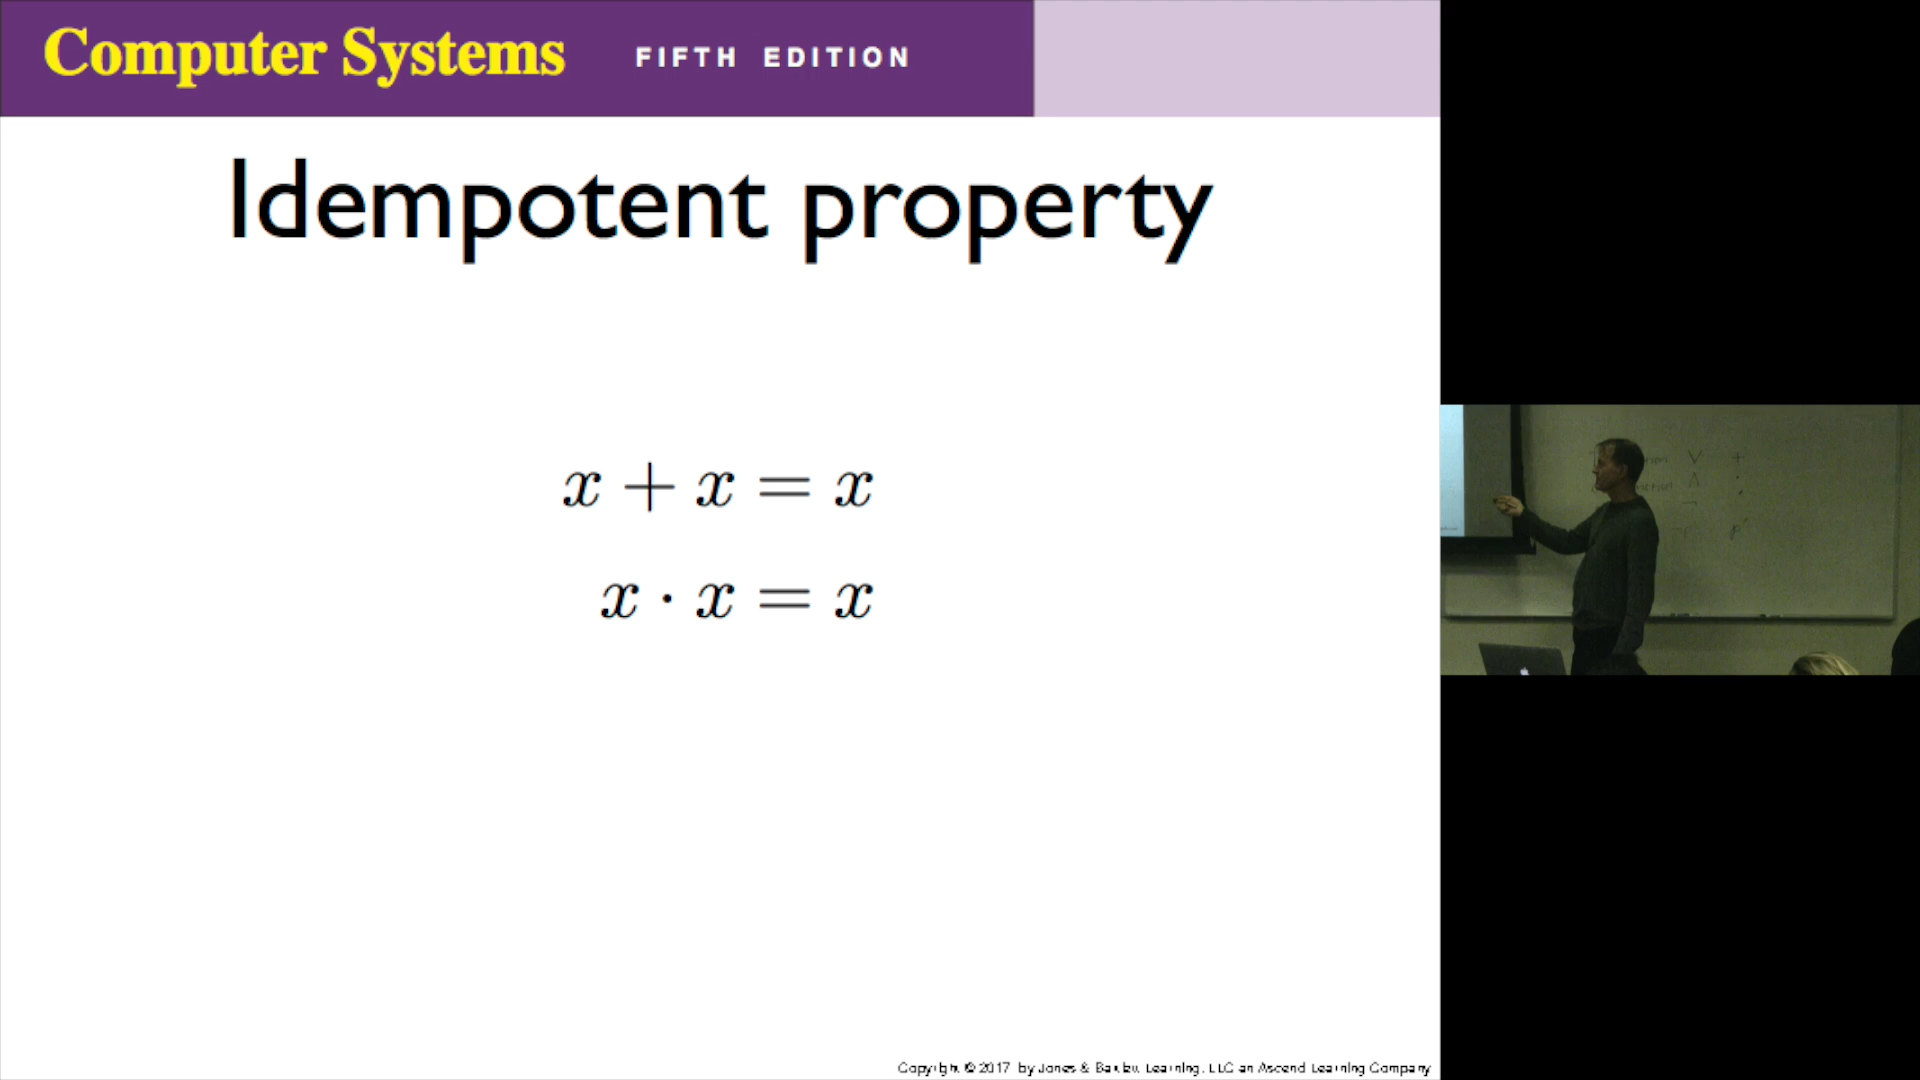 Computer Systems FIFTH EDITION
Idempotent property
x + x = x
x · x = x
Copyright © 2017 by Jones & Bartlett Learning, LLC an Ascend Learning Company
∨ +
∧ ·